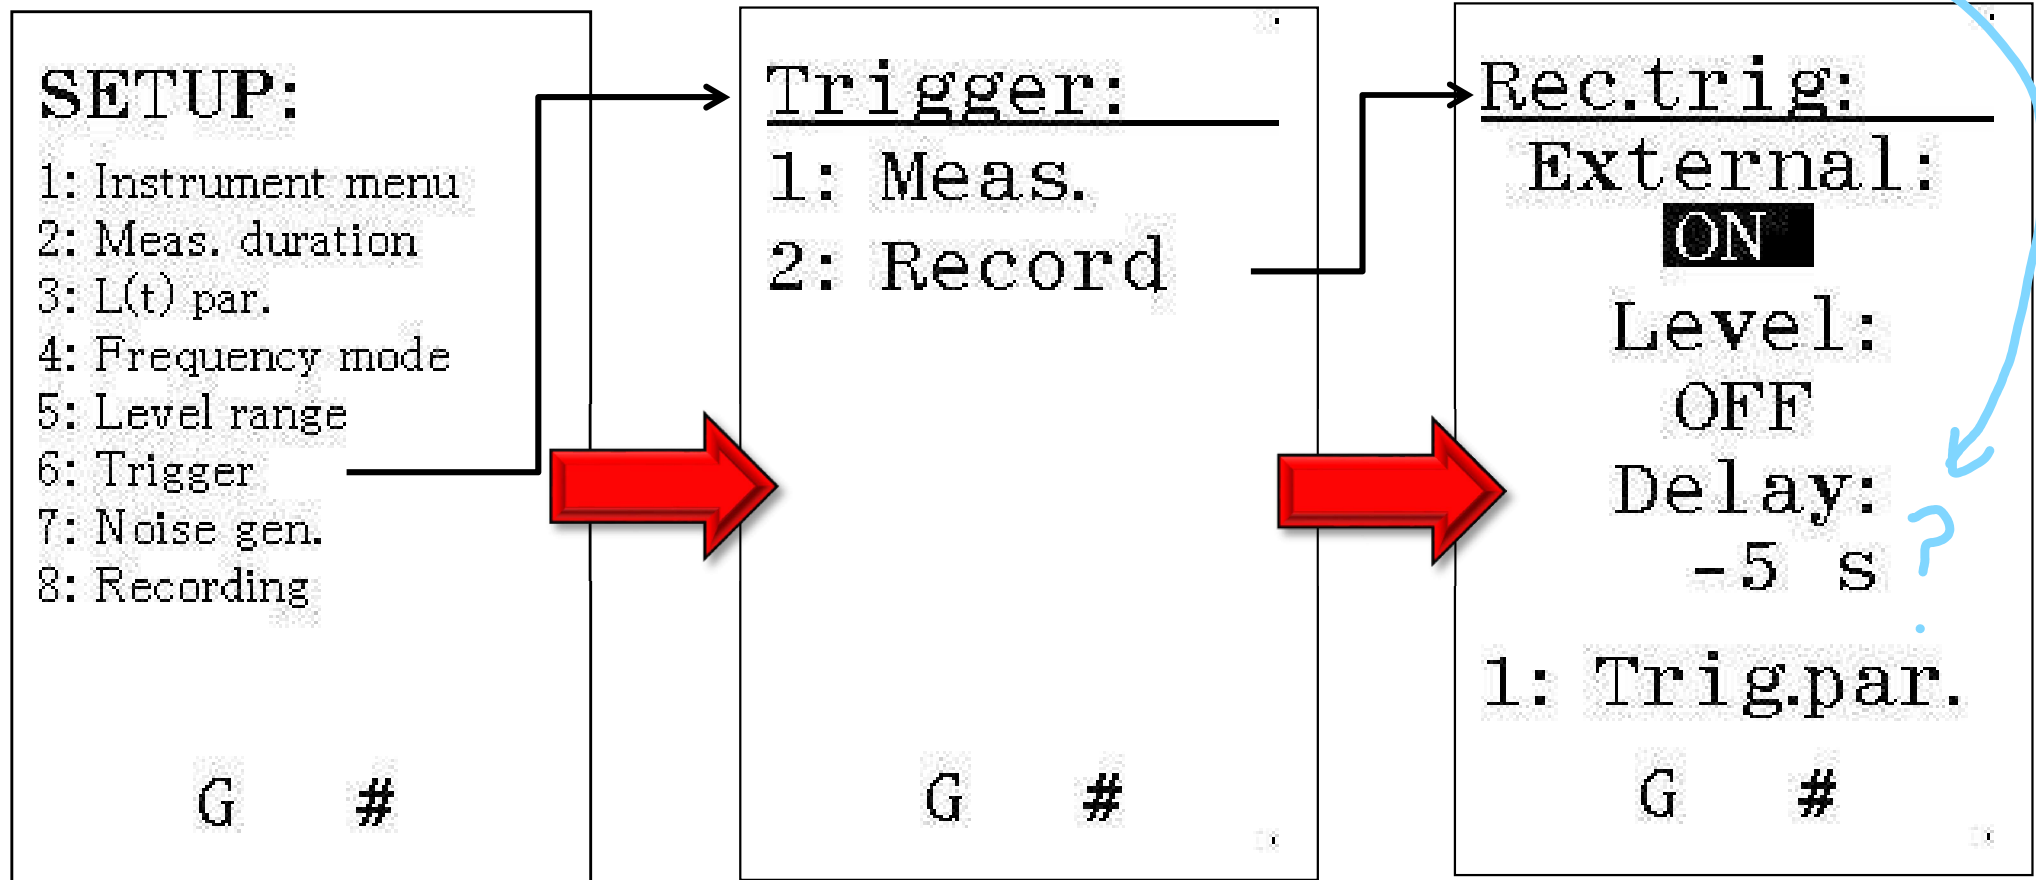 SETUP:
1: Instrument menu
2: Meas. duration
3: L(t) par.
4: Frequency mode
5: Level range
6: Trigger
7: Noise gen.
8: Recording
G #
Trigger:
1: Meas.
2: Record
G #
Rec.trig:
External:
ON
Level:
OFF
Delay:
-5 s
?
1: Trig.par.
G #